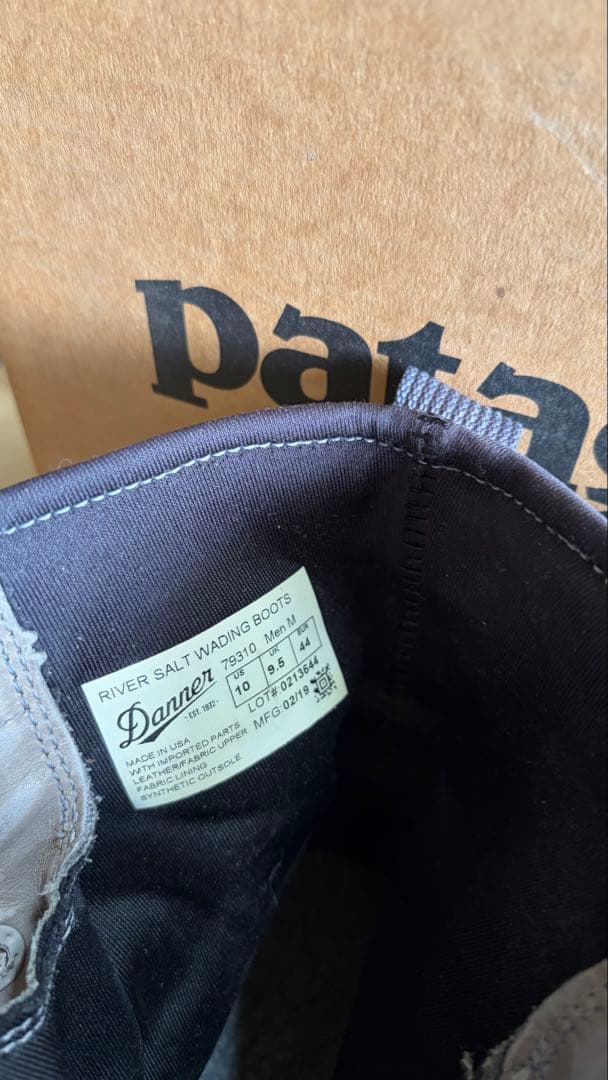 patag
RIVER SALT WADING BOOTS
Danner
- EST. 1932 -
79310 Men M
US UK EUR
10 9.5 44
LOT#:0213644
MFG:02/19
MADE IN USA
WITH IMPORTED PARTS
LEATHER/FABRIC UPPER
FABRIC LINING
SYNTHETIC OUTSOLE